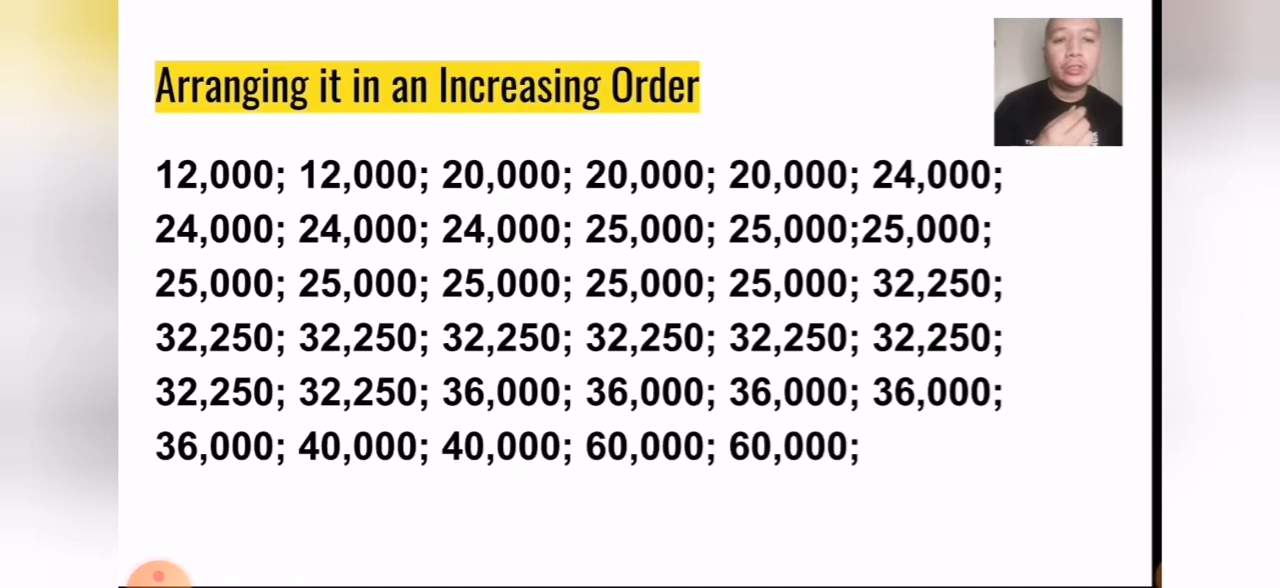 Arranging it in an Increasing Order
12,000; 12,000; 20,000; 20,000; 20,000; 24,000;
24,000; 24,000; 24,000; 25,000; 25,000;25,000;
25,000; 25,000; 25,000; 25,000; 25,000; 32,250;
32,250; 32,250; 32,250; 32,250; 32,250; 32,250;
32,250; 32,250; 36,000; 36,000; 36,000; 36,000;
36,000; 40,000; 40,000; 60,000; 60,000;